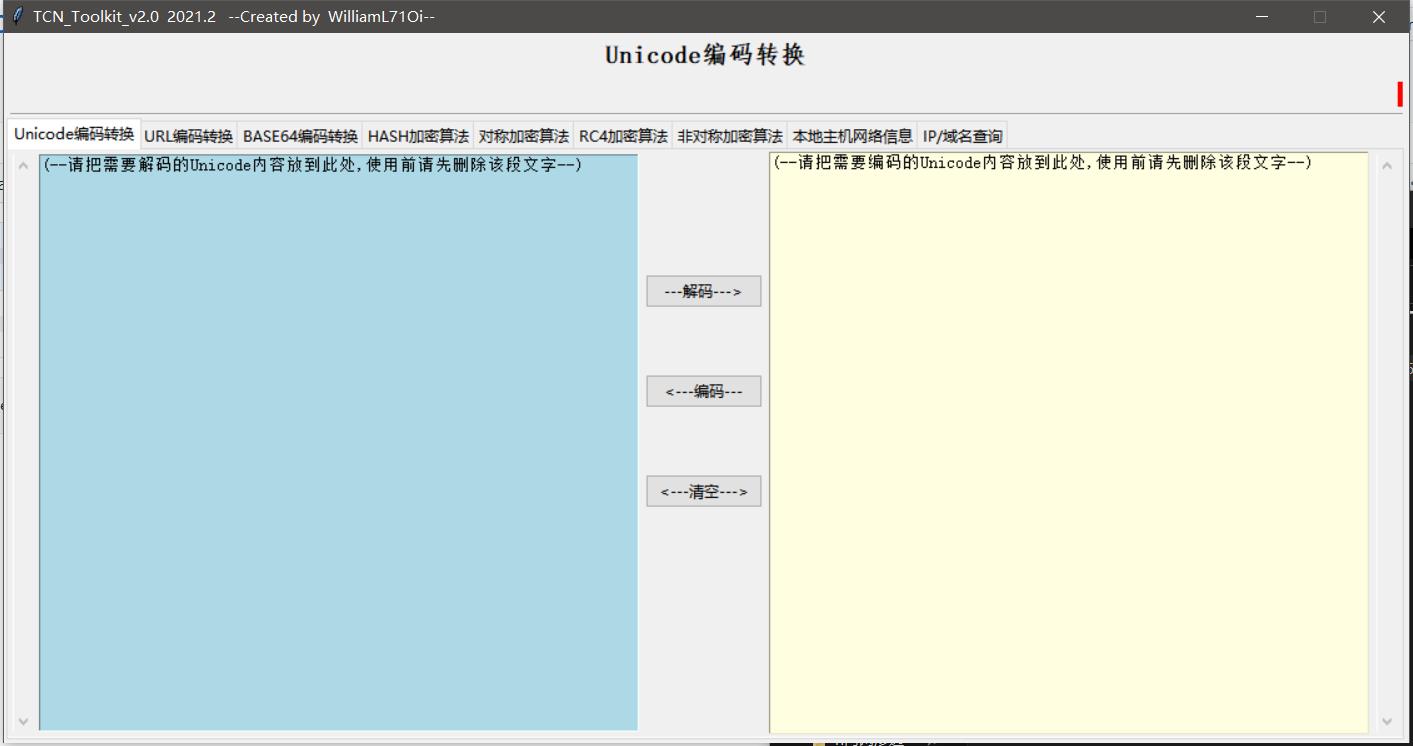 TCN_Toolkit_v2.0 2021.2 --Created by WilliamL71Oi--
Unicode编码转换
Unicode编码转换 URL编码转换 BASE64编码转换 HASH加密算法 对称加密算法 RC4加密算法 非对称加密算法 本地主机网络信息 IP/域名查询
(--请把需要解码的Unicode内容放到此处,使用前请先删除该段文字--)
(--请把需要编码的Unicode内容放到此处,使用前请先删除该段文字--)
---解码--->
<---编码---
<---清空--->